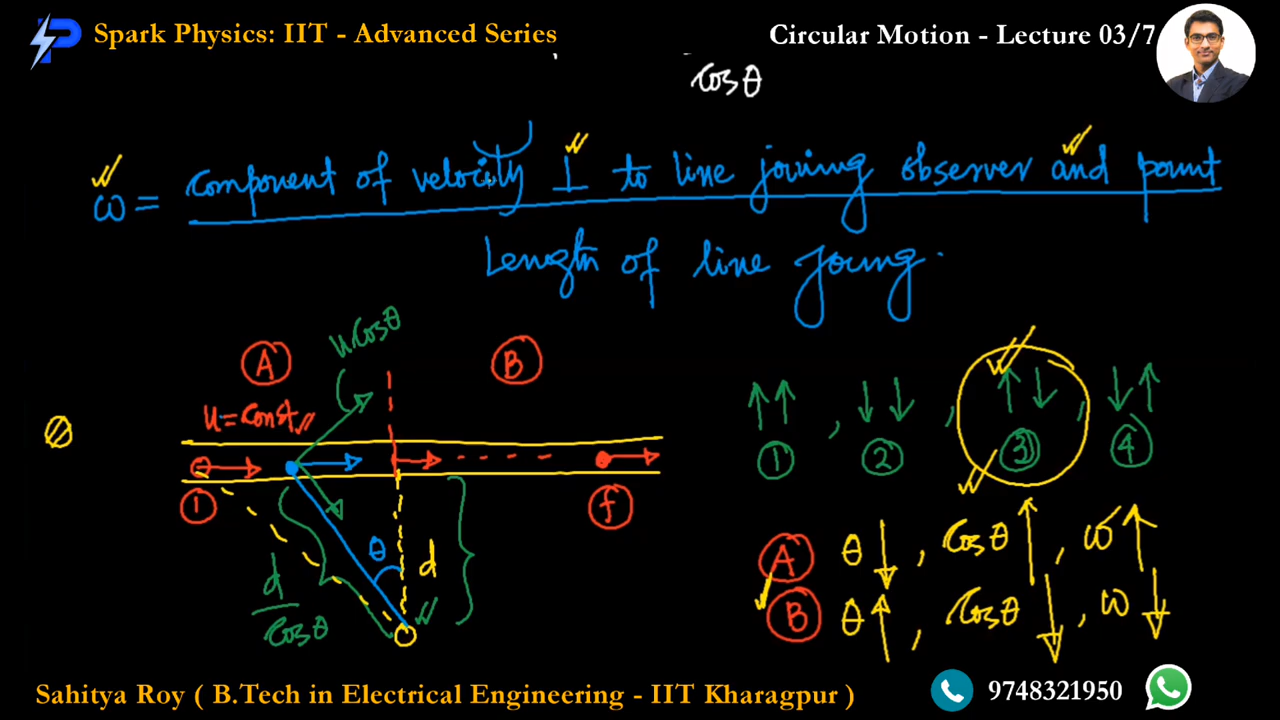 Spark Physics: IIT - Advanced Series
Circular Motion - Lecture 03/7
cosθ
ω = component of velocity ⊥ to line joining observer and point
Length of line joing.
A
u cosθ
B
u = const
↑↑ , ↓↓ , ↑↓ , ↓↑
1 2 3 4
1
f
θ
d
d
cosθ
A θ ↓ , cosθ ↑ , ω ↑
B θ ↑ , cosθ ↓ , ω ↓
Sahitya Roy ( B.Tech in Electrical Engineering - IIT Kharagpur )
9748321950